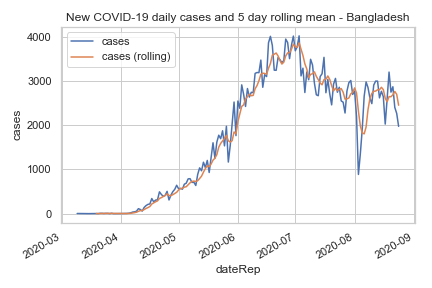 New COVID-19 daily cases and 5 day rolling mean - Bangladesh
cases
cases (rolling)
4000
3000
2000
1000
0
cases
2020-03
2020-04
2020-05
2020-06
2020-07
2020-08
2020-09
dateRep